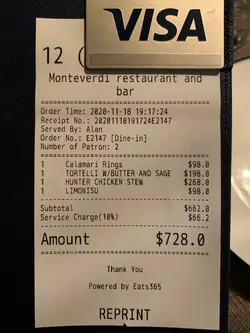 VISA
12 (
Monteverdi restaurant and
bar
Order Time: 2020-11-18 19:17:24
Receipt No.: 20201118191724E2147
Served By: Alan
Order No.: E2147 [Dine-in]
Number of Patron: 2
1 Calamari Rings $98.0
1 TORTELLI W/BUTTER AND SAGE $198.0
1 HUNTER CHICKEN STEW $268.0
1 LIMONISU $98.0
Subtotal $662.0
Service Charge(10%) $66.2
Amount $728.0
Thank You
Powered by Eats365
REPRINT